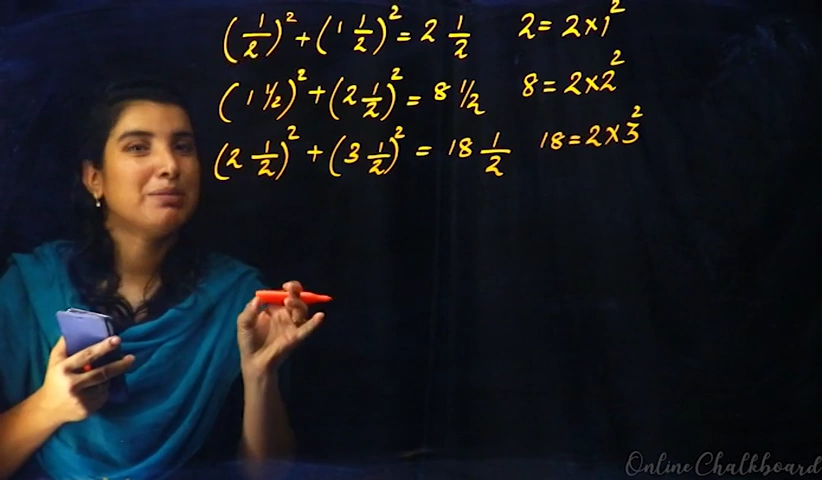 (1/2)² + (1 1/2)² = 2 1/2 2 = 2×1²
(1 1/2)² + (2 1/2)² = 8 1/2 8 = 2×2²
(2 1/2)² + (3 1/2)² = 18 1/2 18 = 2×3²
Online Chalkboard